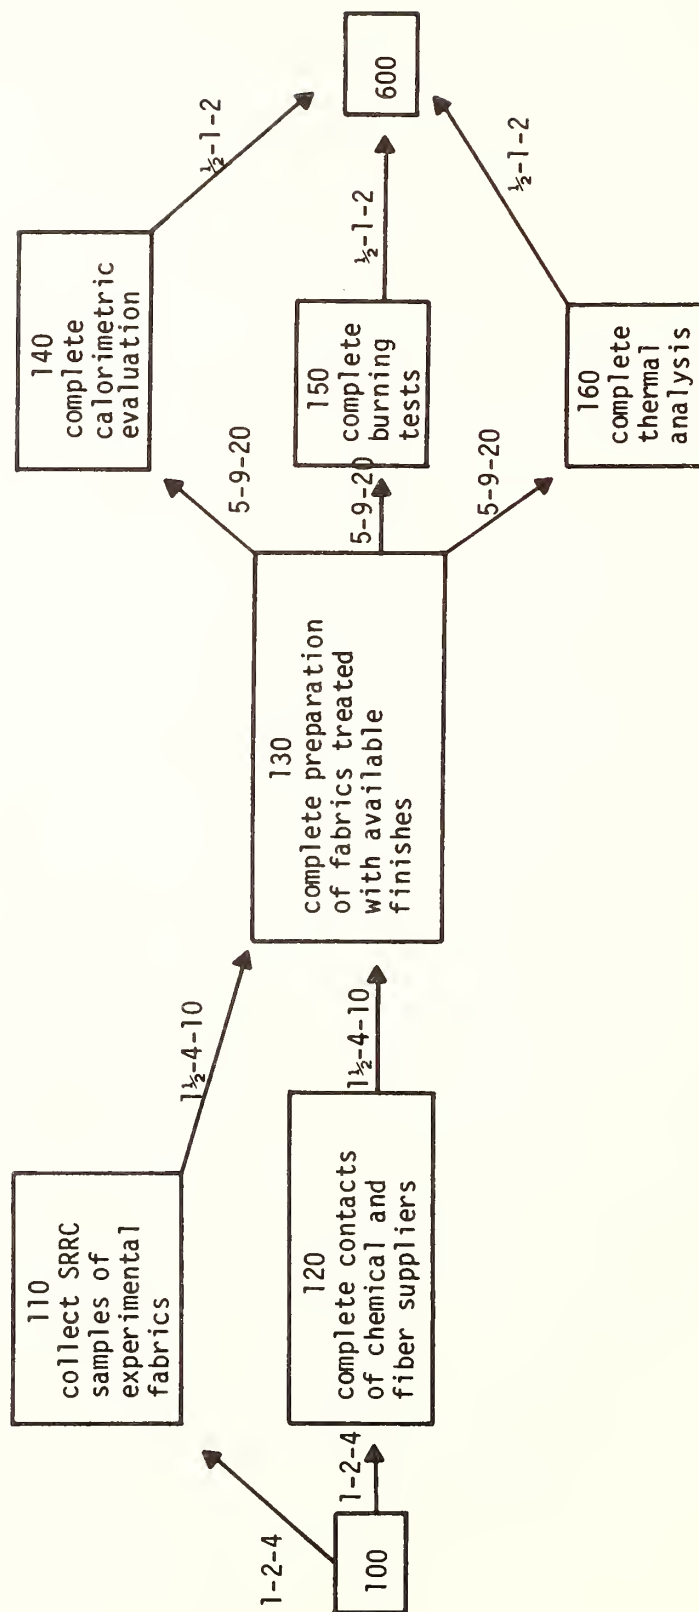 100
1-2-4
1-2-4
110
collect SRRC
samples of
experimental
fabrics
120
complete contacts
of chemical and
fiber suppliers
1½-4-10
1½-4-10
130
complete preparation
of fabrics treated
with available
finishes
5-9-20
5-9-20
5-9-20
140
complete
calorimetric
evaluation
150
complete
burning
tests
160
complete
thermal
analysis
½-1-2
½-1-2
½-1-2
600